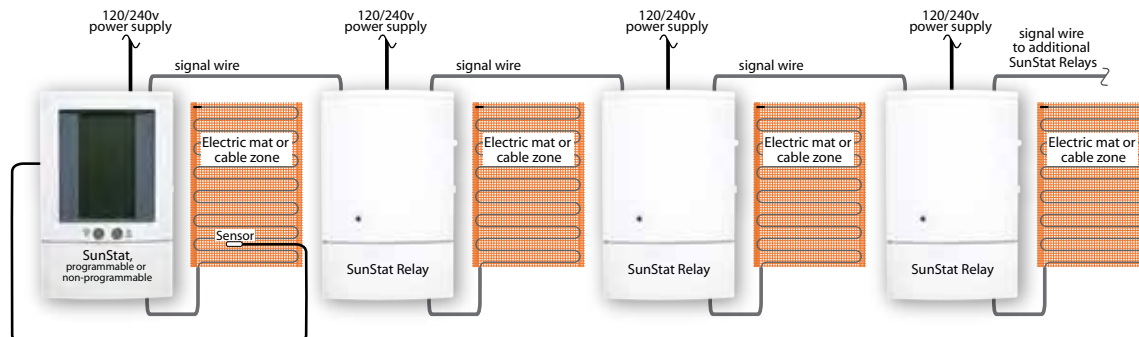 120/240v
power supply
120/240v
power supply
120/240v
power supply
120/240v
power supply
signal wire
to additional
SunStat Relays
signal wire
signal wire
signal wire
Electric mat or
cable zone
Electric mat or
cable zone
Electric mat or
cable zone
Electric mat or
cable zone
Sensor
SunStat,
programmable or
non-programmable
SunStat Relay
SunStat Relay
SunStat Relay